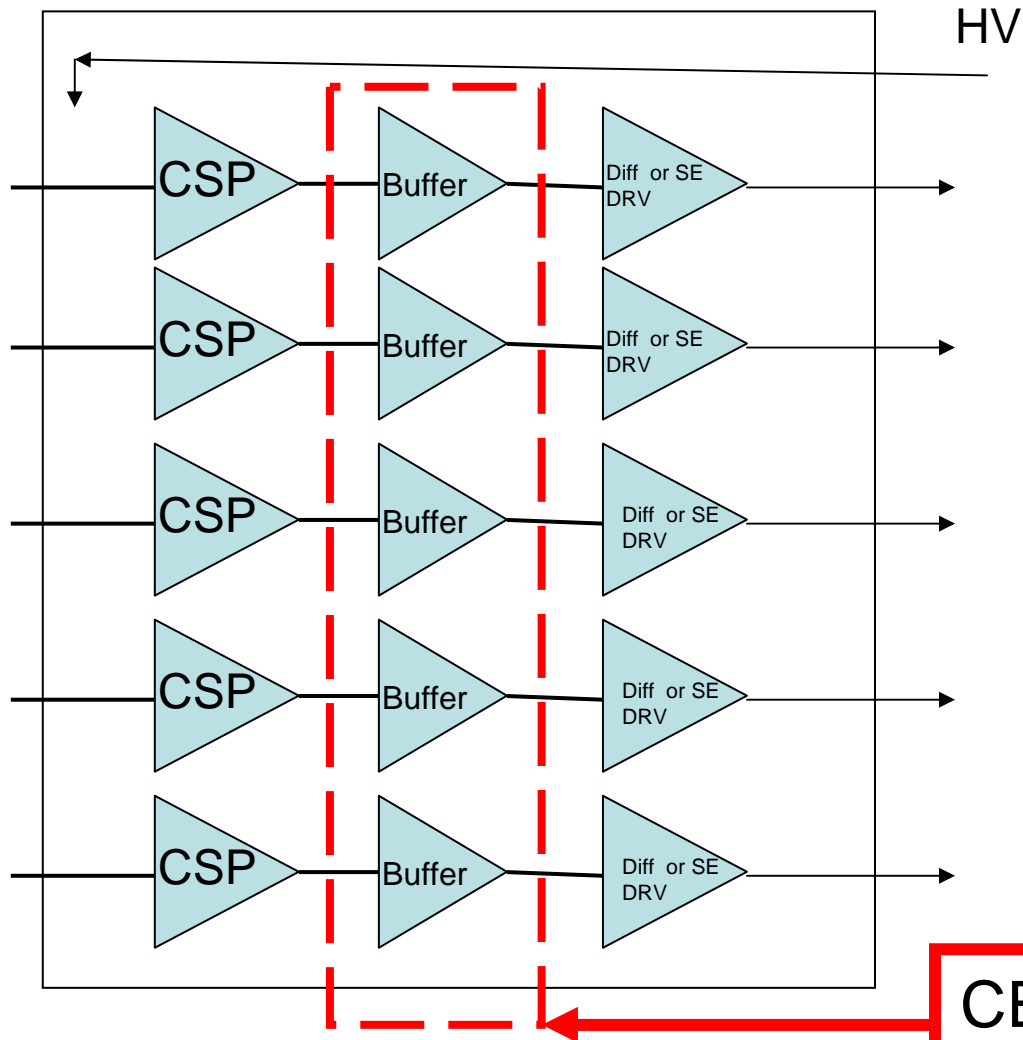 HV
CSP
Buffer
Diff or SE
DRV
CSP
Buffer
Diff or SE
DRV
CSP
Buffer
Diff or SE
DRV
CSP
Buffer
Diff or SE
DRV
CSP
Buffer
Diff or SE
DRV